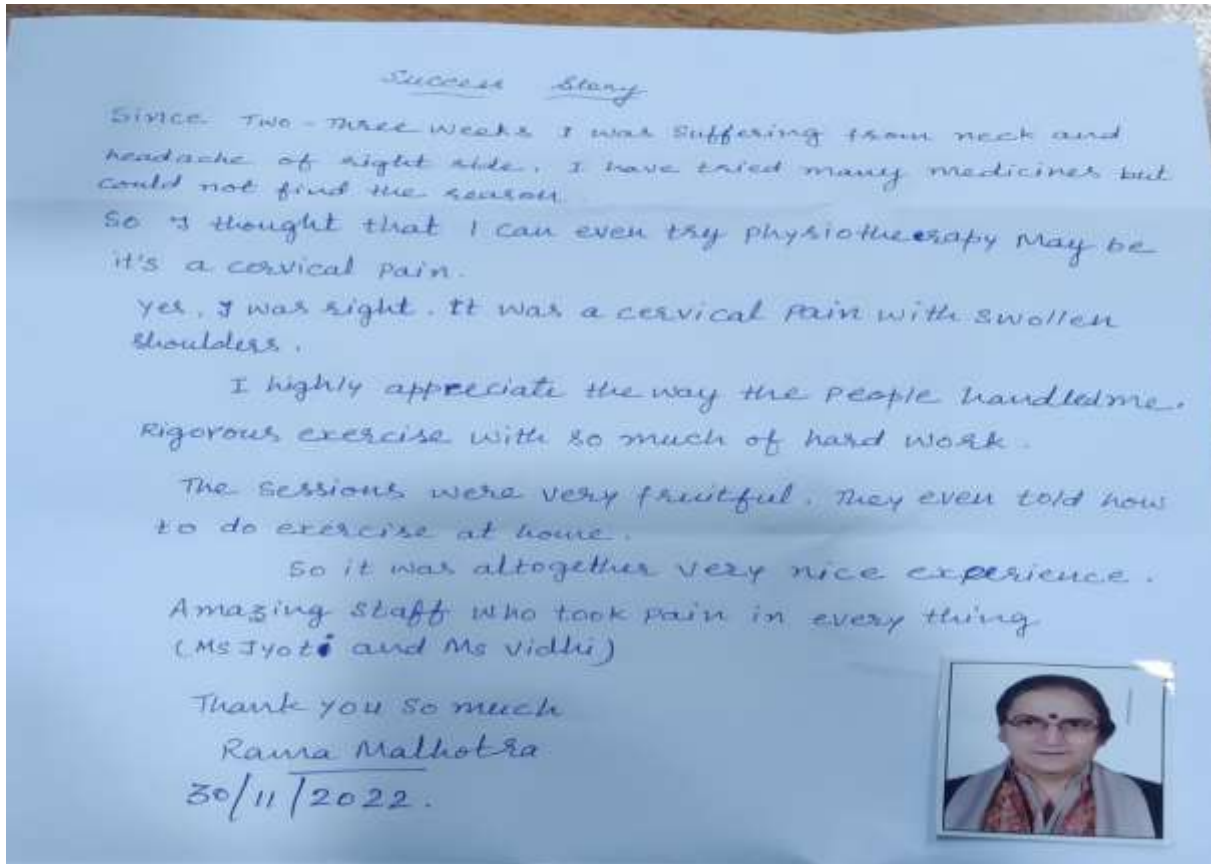 Success Story
Since Two-Three weeks I was suffering from neck and
headache of right side. I have tried many medicines but
could not find the reason.
So I thought that I can even try physiotherapy May be
it's a cervical pain.
Yes, I was right. It was a cervical pain with swollen
shoulders.
I highly appreciate the way the people handled me.
Rigorous exercise with so much of hard work.
The sessions were very fruitful. They even told how
to do exercise at home.
So it was altogether very nice experience.
Amazing staff who took pain in every thing
(Ms Jyoti and Ms Vidhi)
Thank you so much
Rama Malhotra
30/11/2022.